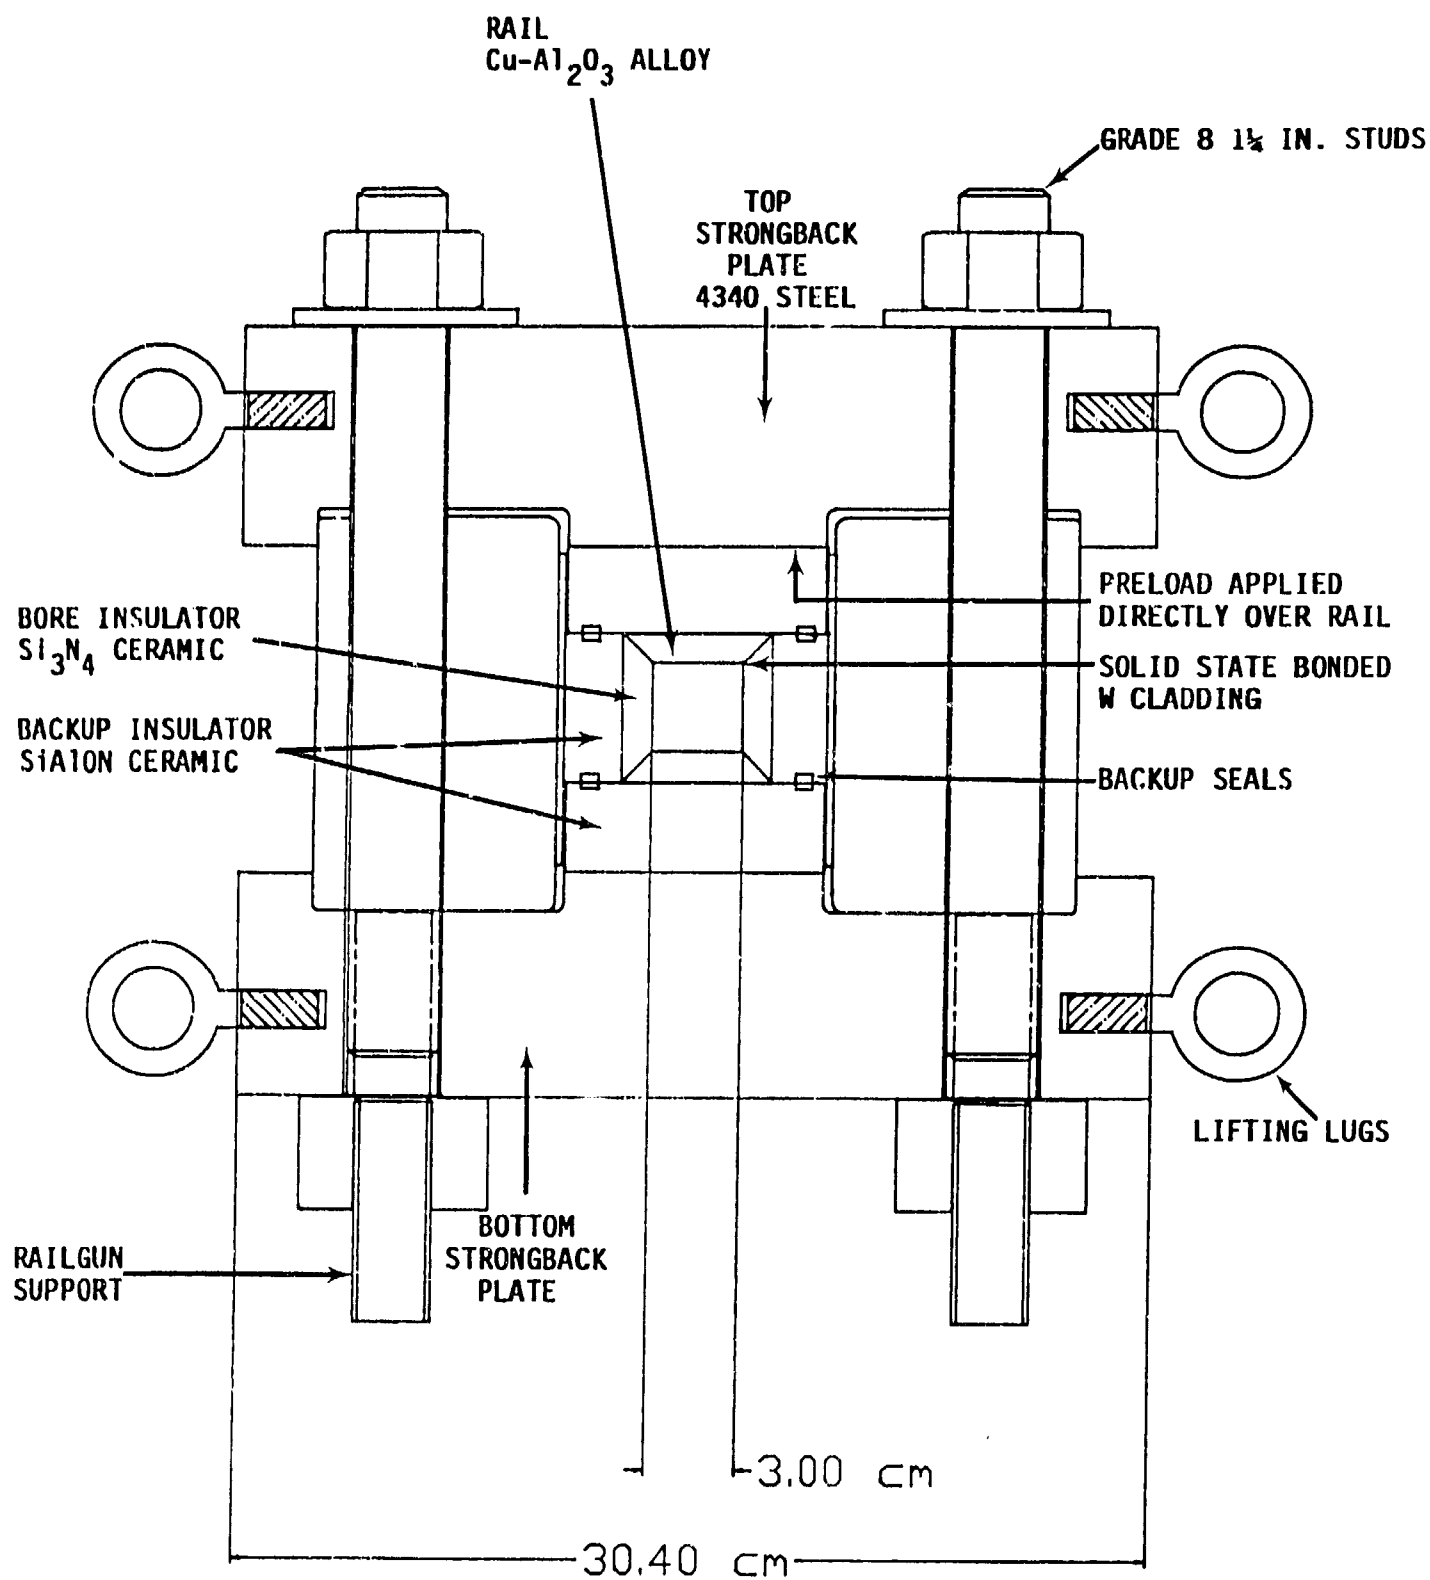 RAIL
Cu-Al2O3 ALLOY
GRADE 8 1¼ IN. STUDS
TOP
STRONGBACK
PLATE
4340 STEEL
PRELOAD APPLIED
DIRECTLY OVER RAIL
BORE INSULATOR
Si3N4 CERAMIC
SOLID STATE BONDED
W CLADDING
BACKUP INSULATOR
SiAlON CERAMIC
BACKUP SEALS
LIFTING LUGS
BOTTOM
STRONGBACK
PLATE
RAILGUN
SUPPORT
3.00 cm
30.40 cm